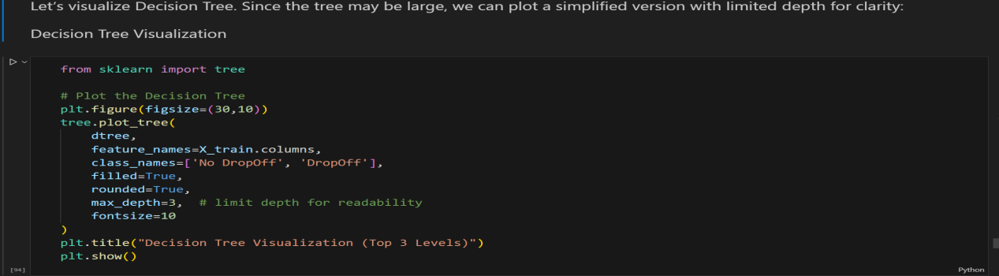 Let's visualize Decision Tree. Since the tree may be large, we can plot a simplified version with limited depth for clarity:
Decision Tree Visualization
from sklearn import tree
# Plot the Decision Tree
plt.figure(figsize=(30,10))
tree.plot_tree(
    dtree,
    feature_names=X_train.columns,
    class_names=['No DropOff', 'DropOff'],
    filled=True,
    rounded=True,
    max_depth=3,  # limit depth for readability
    fontsize=10
)
plt.title("Decision Tree Visualization (Top 3 Levels)")
plt.show()
[94]
Python